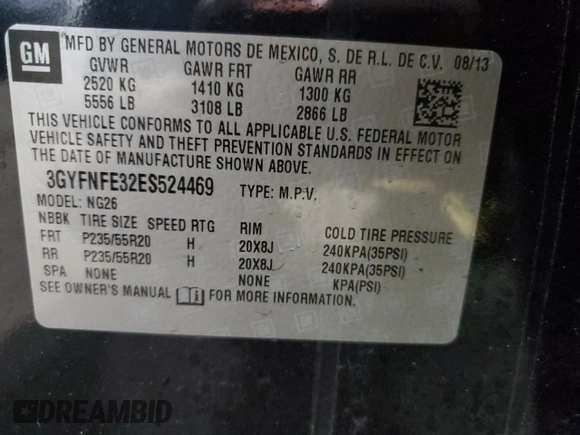 GM
MFD BY GENERAL MOTORS DE MEXICO, S. DE R.L. DE C.V. 08/13
GVWR GAWR FRT GAWR RR
2520 KG 1410 KG 1300 KG
5556 LB 3108 LB 2866 LB
THIS VEHICLE CONFORMS TO ALL APPLICABLE U.S. FEDERAL MOTOR
VEHICLE SAFETY AND THEFT PREVENTION STANDARDS IN EFFECT ON
THE DATE OF MANUFACTURE SHOWN ABOVE.
3GYFNFE32ES524469 TYPE: M.P.V.
MODEL: NG26
NBBK TIRE SIZE SPEED RTG RIM COLD TIRE PRESSURE
FRT P235/55R20 H 20X8J 240KPA(35PSI)
RR P235/55R20 H 20X8J 240KPA(35PSI)
SPA NONE NONE KPA(PSI)
SEE OWNER'S MANUAL FOR MORE INFORMATION.
DREAMBID